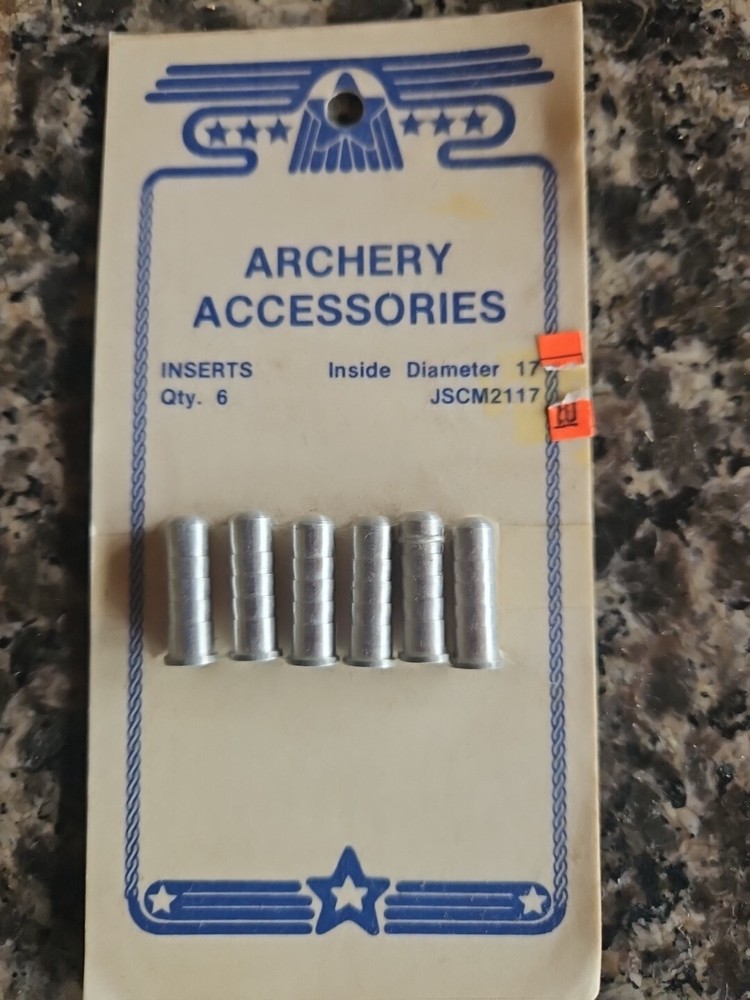 ARCHERY
ACCESSORIES
INSERTS Inside Diameter 17
Qty. 6 JSCM2117